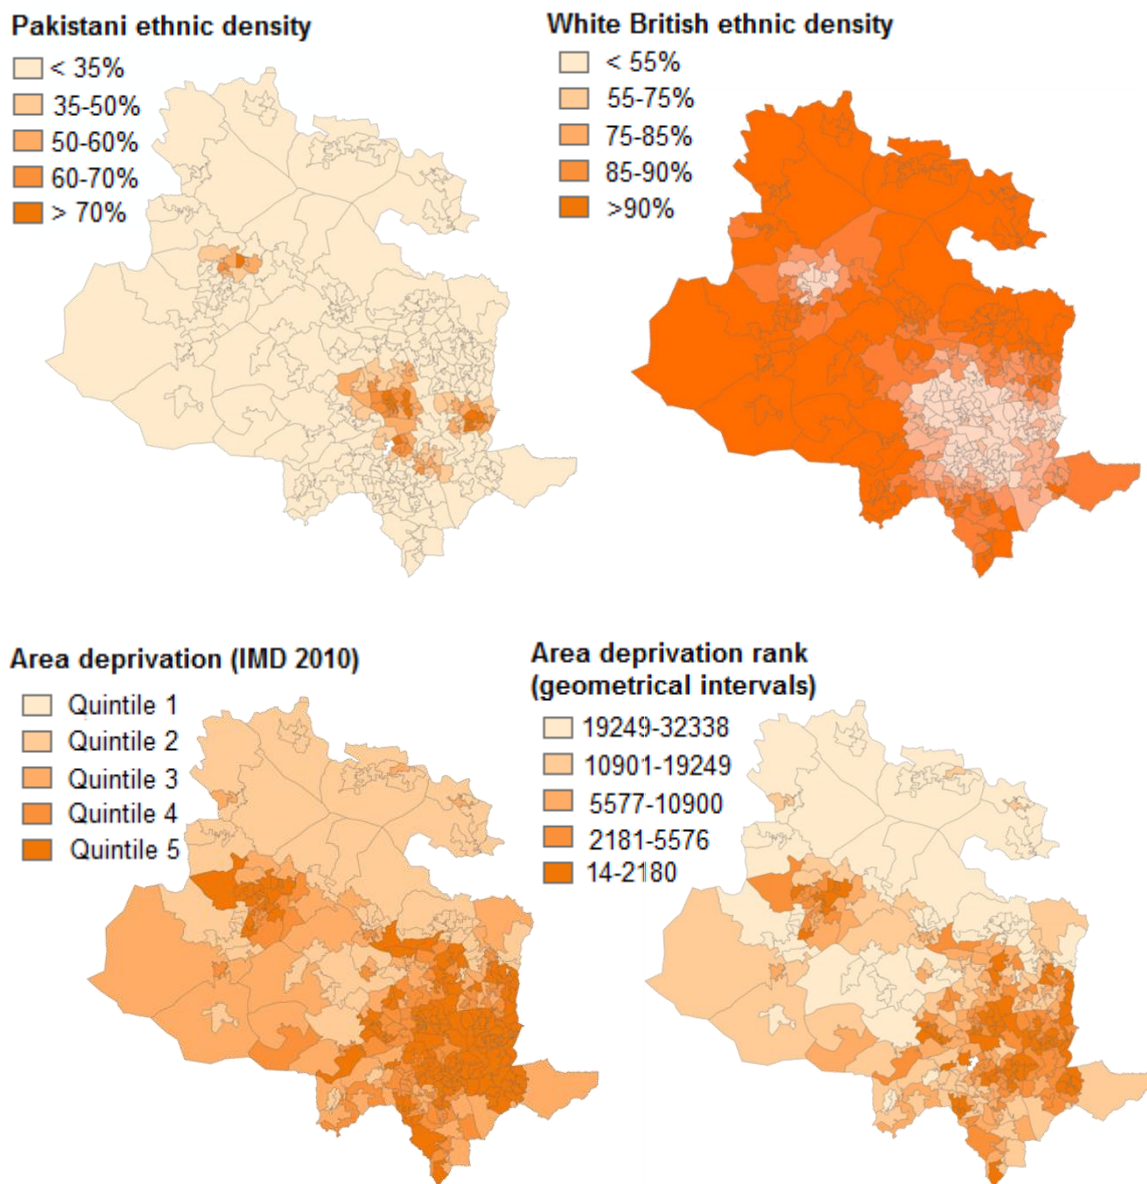 Pakistani ethnic density
< 35%
35-50%
50-60%
60-70%
> 70%
White British ethnic density
< 55%
55-75%
75-85%
85-90%
>90%
Area deprivation (IMD 2010)
Quintile 1
Quintile 2
Quintile 3
Quintile 4
Quintile 5
Area deprivation rank
(geometrical intervals)
19249-32338
10901-19249
5577-10900
2181-5576
14-2180